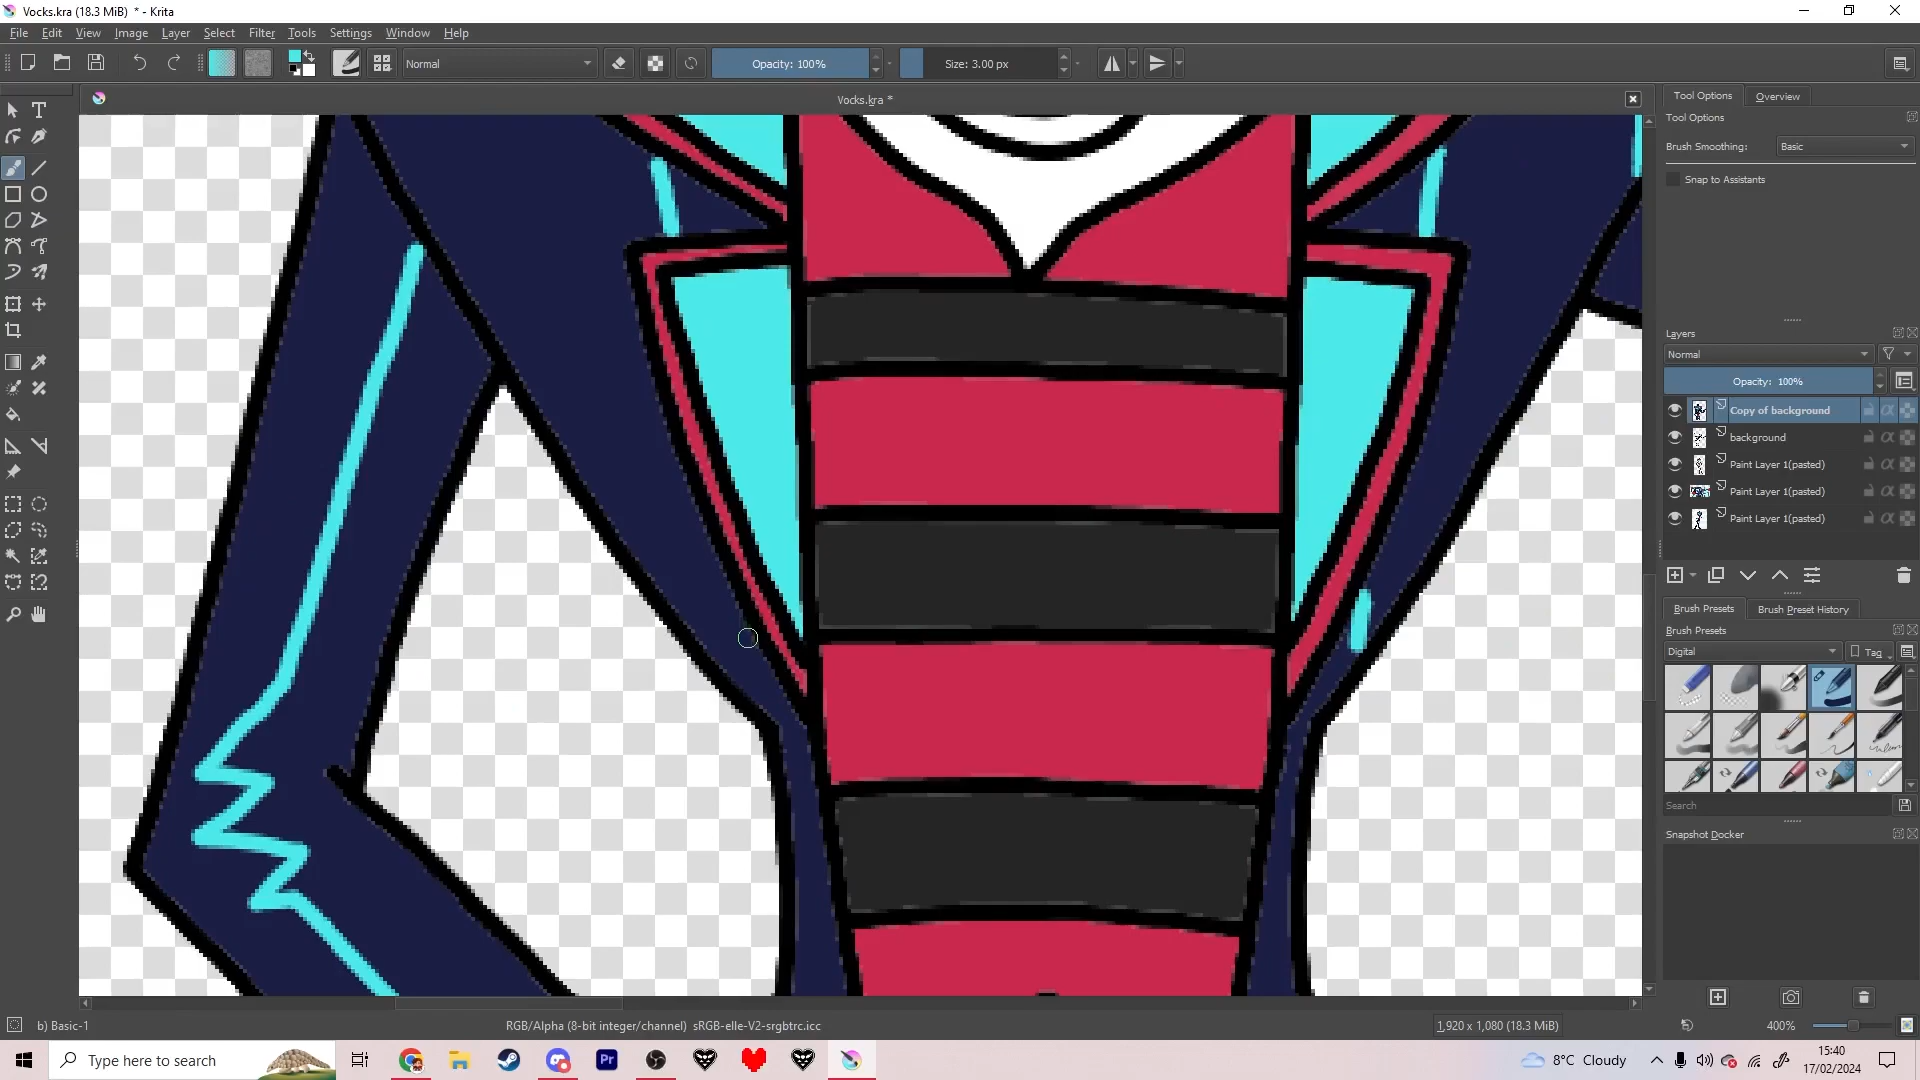 Vocks.kra (18.3 MiB) * - Krita
File Edit View Image Layer Select Filter Tools Settings Window Help
Normal Opacity: 100% Size: 3.00 px
Vocks.kra *
Tool Options Overview
Tool Options
Brush Smoothing: Basic
Snap to Assistants
Layers
Normal
Opacity: 100%
Copy of background
background
Paint Layer 1(pasted)
Paint Layer 1(pasted)
Paint Layer 1(pasted)
Brush Presets Brush Preset History
Brush Presets
Digital Tag
Search
Snapshot Docker
b) Basic-1 RGB/Alpha (8-bit integer/channel) sRGB-elle-V2-srgbtrc.icc 1,920 x 1,080 (18.3 MiB) 400%
Type here to search Pr 8°C Cloudy 15:40
17/02/2024